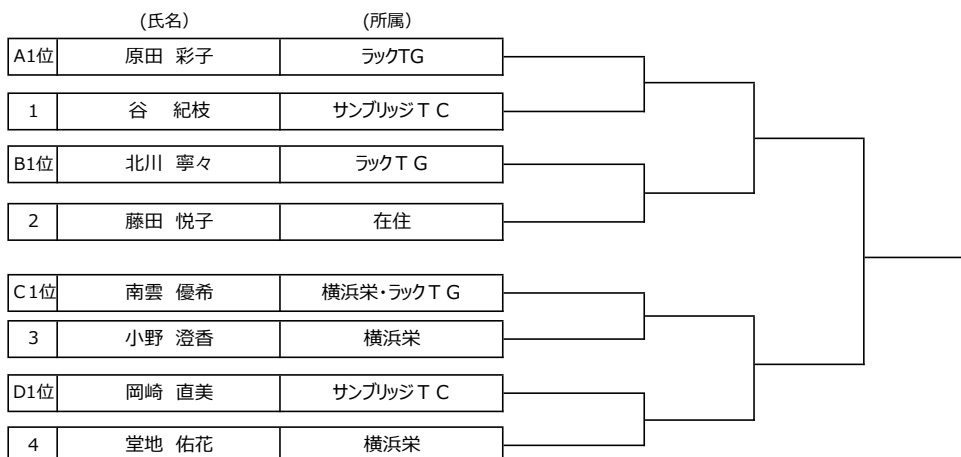 (氏名) (所属)
A1位 原田 彩子 ラックTG
1 谷 紀枝 サンブリッジＴＣ
B1位 北川 寧々 ラックＴＧ
2 藤田 悦子 在住
Ｃ1位 南雲 優希 横浜栄・ラックＴＧ
3 小野 澄香 横浜栄
D1位 岡崎 直美 サンブリッジＴＣ
4 堂地 佑花 横浜栄